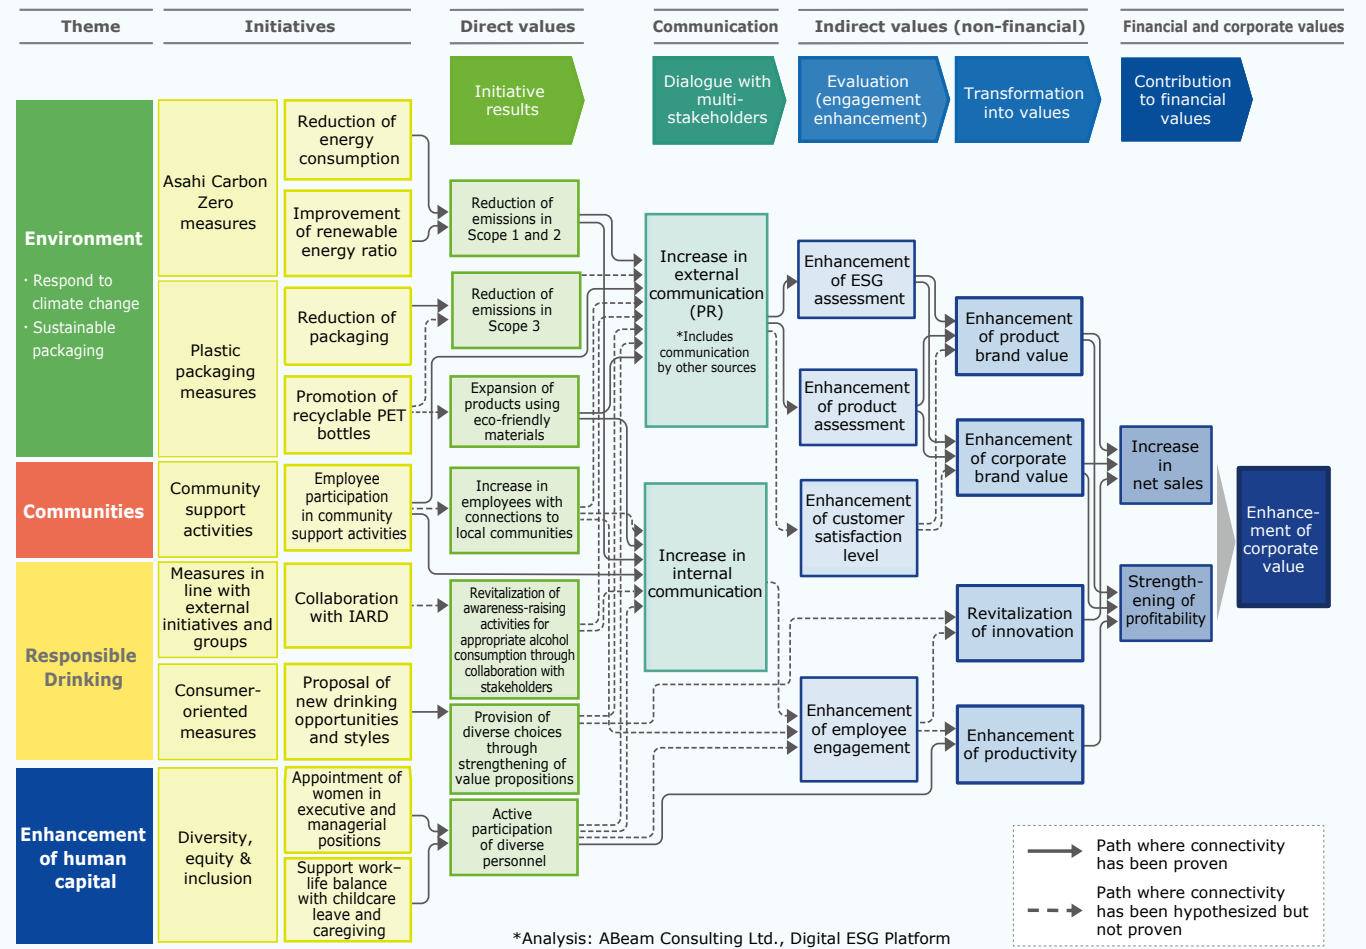 Theme
Initiatives
Direct values
Communication
Indirect values (non-financial)
Financial and corporate values
Initiative
results
Dialogue with
multi-
stakeholders
Evaluation
(engagement
enhancement)
Transformation
into values
Contribution
to financial
values
Environment
· Respond to
climate change
· Sustainable
packaging
Asahi Carbon
Zero
measures
Reduction of
energy
consumption
Improvement
of renewable
energy ratio
Plastic
packaging
measures
Reduction of
packaging
Promotion of
recyclable PET
bottles
Communities
Community
support
activities
Employee
participation
in community
support activities
Responsible
Drinking
Measures in
line with
external
initiatives and
groups
Collaboration
with IARD
Consumer-
oriented
measures
Proposal of
new drinking
opportunities
and styles
Enhancement
of human
capital
Diversity,
equity &
inclusion
Appointment of
women in
executive and
managerial
positions
Support work–
life balance
with childcare
leave and
caregiving
Reduction of
emissions in
Scope 1 and 2
Reduction of
emissions in
Scope 3
Expansion of
products using
eco-friendly
materials
Increase in
employees with
connections to
local communities
Revitalization of
awareness-raising
activities for
appropriate alcohol
consumption through
collaboration with
stakeholders
Provision of
diverse choices
through
strengthening of
value propositions
Active
participation
of diverse
personnel
Increase in
external
communication
(PR)
*Includes
communication
by other sources
Increase in
internal
communication
Enhancement
of ESG
assessment
Enhancement
of product
assessment
Enhancement
of customer
satisfaction
level
Enhancement
of employee
engagement
Enhancement
of product
brand value
Enhancement
of corporate
brand value
Revitalization
of innovation
Enhancement
of productivity
Increase
in
net sales
Strength-
ening of
profitability
Enhance-
ment of
corporate
value
Path where connectivity
has been proven
Path where connectivity
has been hypothesized but
not proven
*Analysis: ABeam Consulting Ltd., Digital ESG Platform